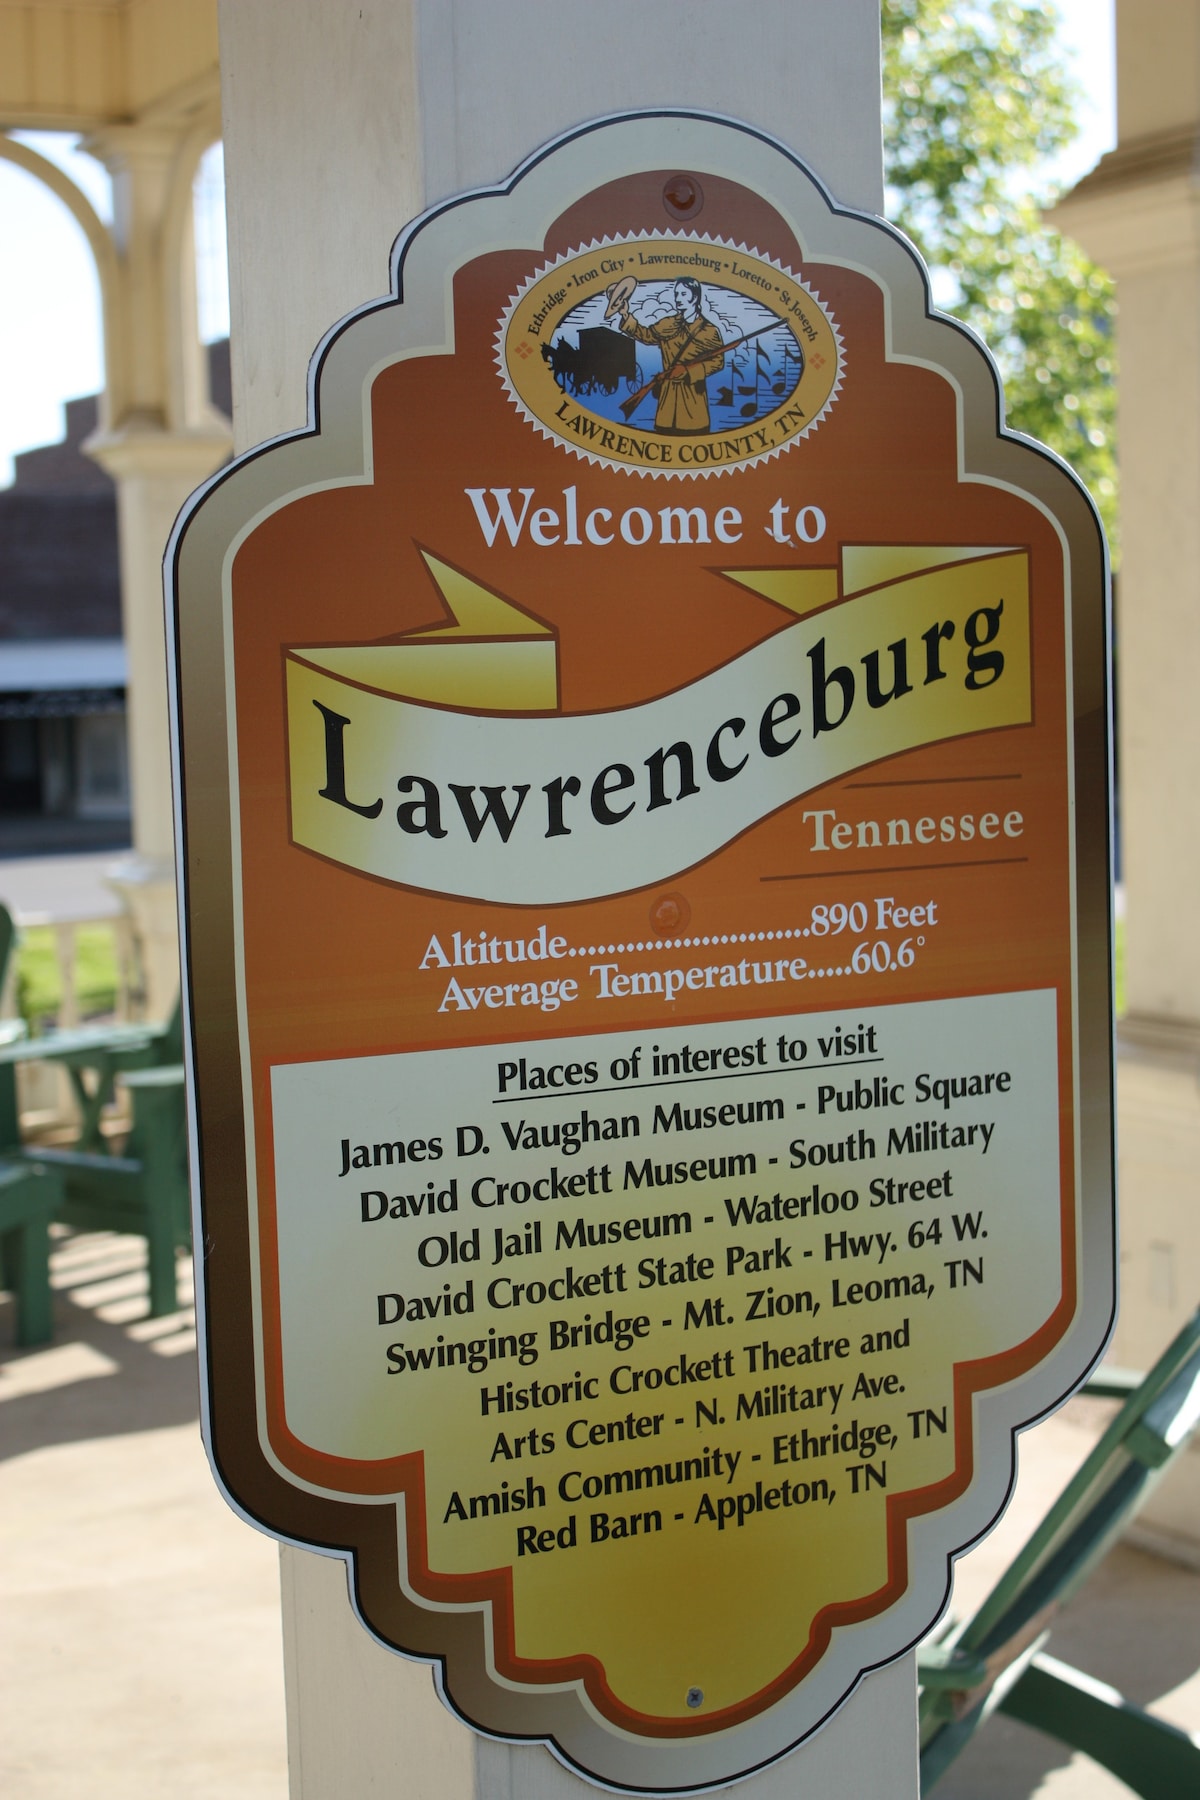 Ethridge • Iron City • Lawrenceburg • Loretto • St Joseph
LAWRENCE COUNTY, TN
Welcome to
Lawrenceburg
Tennessee
Altitude..........................890 Feet
Average Temperature.....60.6°
Places of interest to visit
James D. Vaughan Museum - Public Square
David Crockett Museum - South Military
Old Jail Museum - Waterloo Street
David Crockett State Park - Hwy. 64 W.
Swinging Bridge - Mt. Zion, Leoma, TN
Historic Crockett Theatre and
Arts Center - N. Military Ave.
Amish Community - Ethridge, TN
Red Barn - Appleton, TN